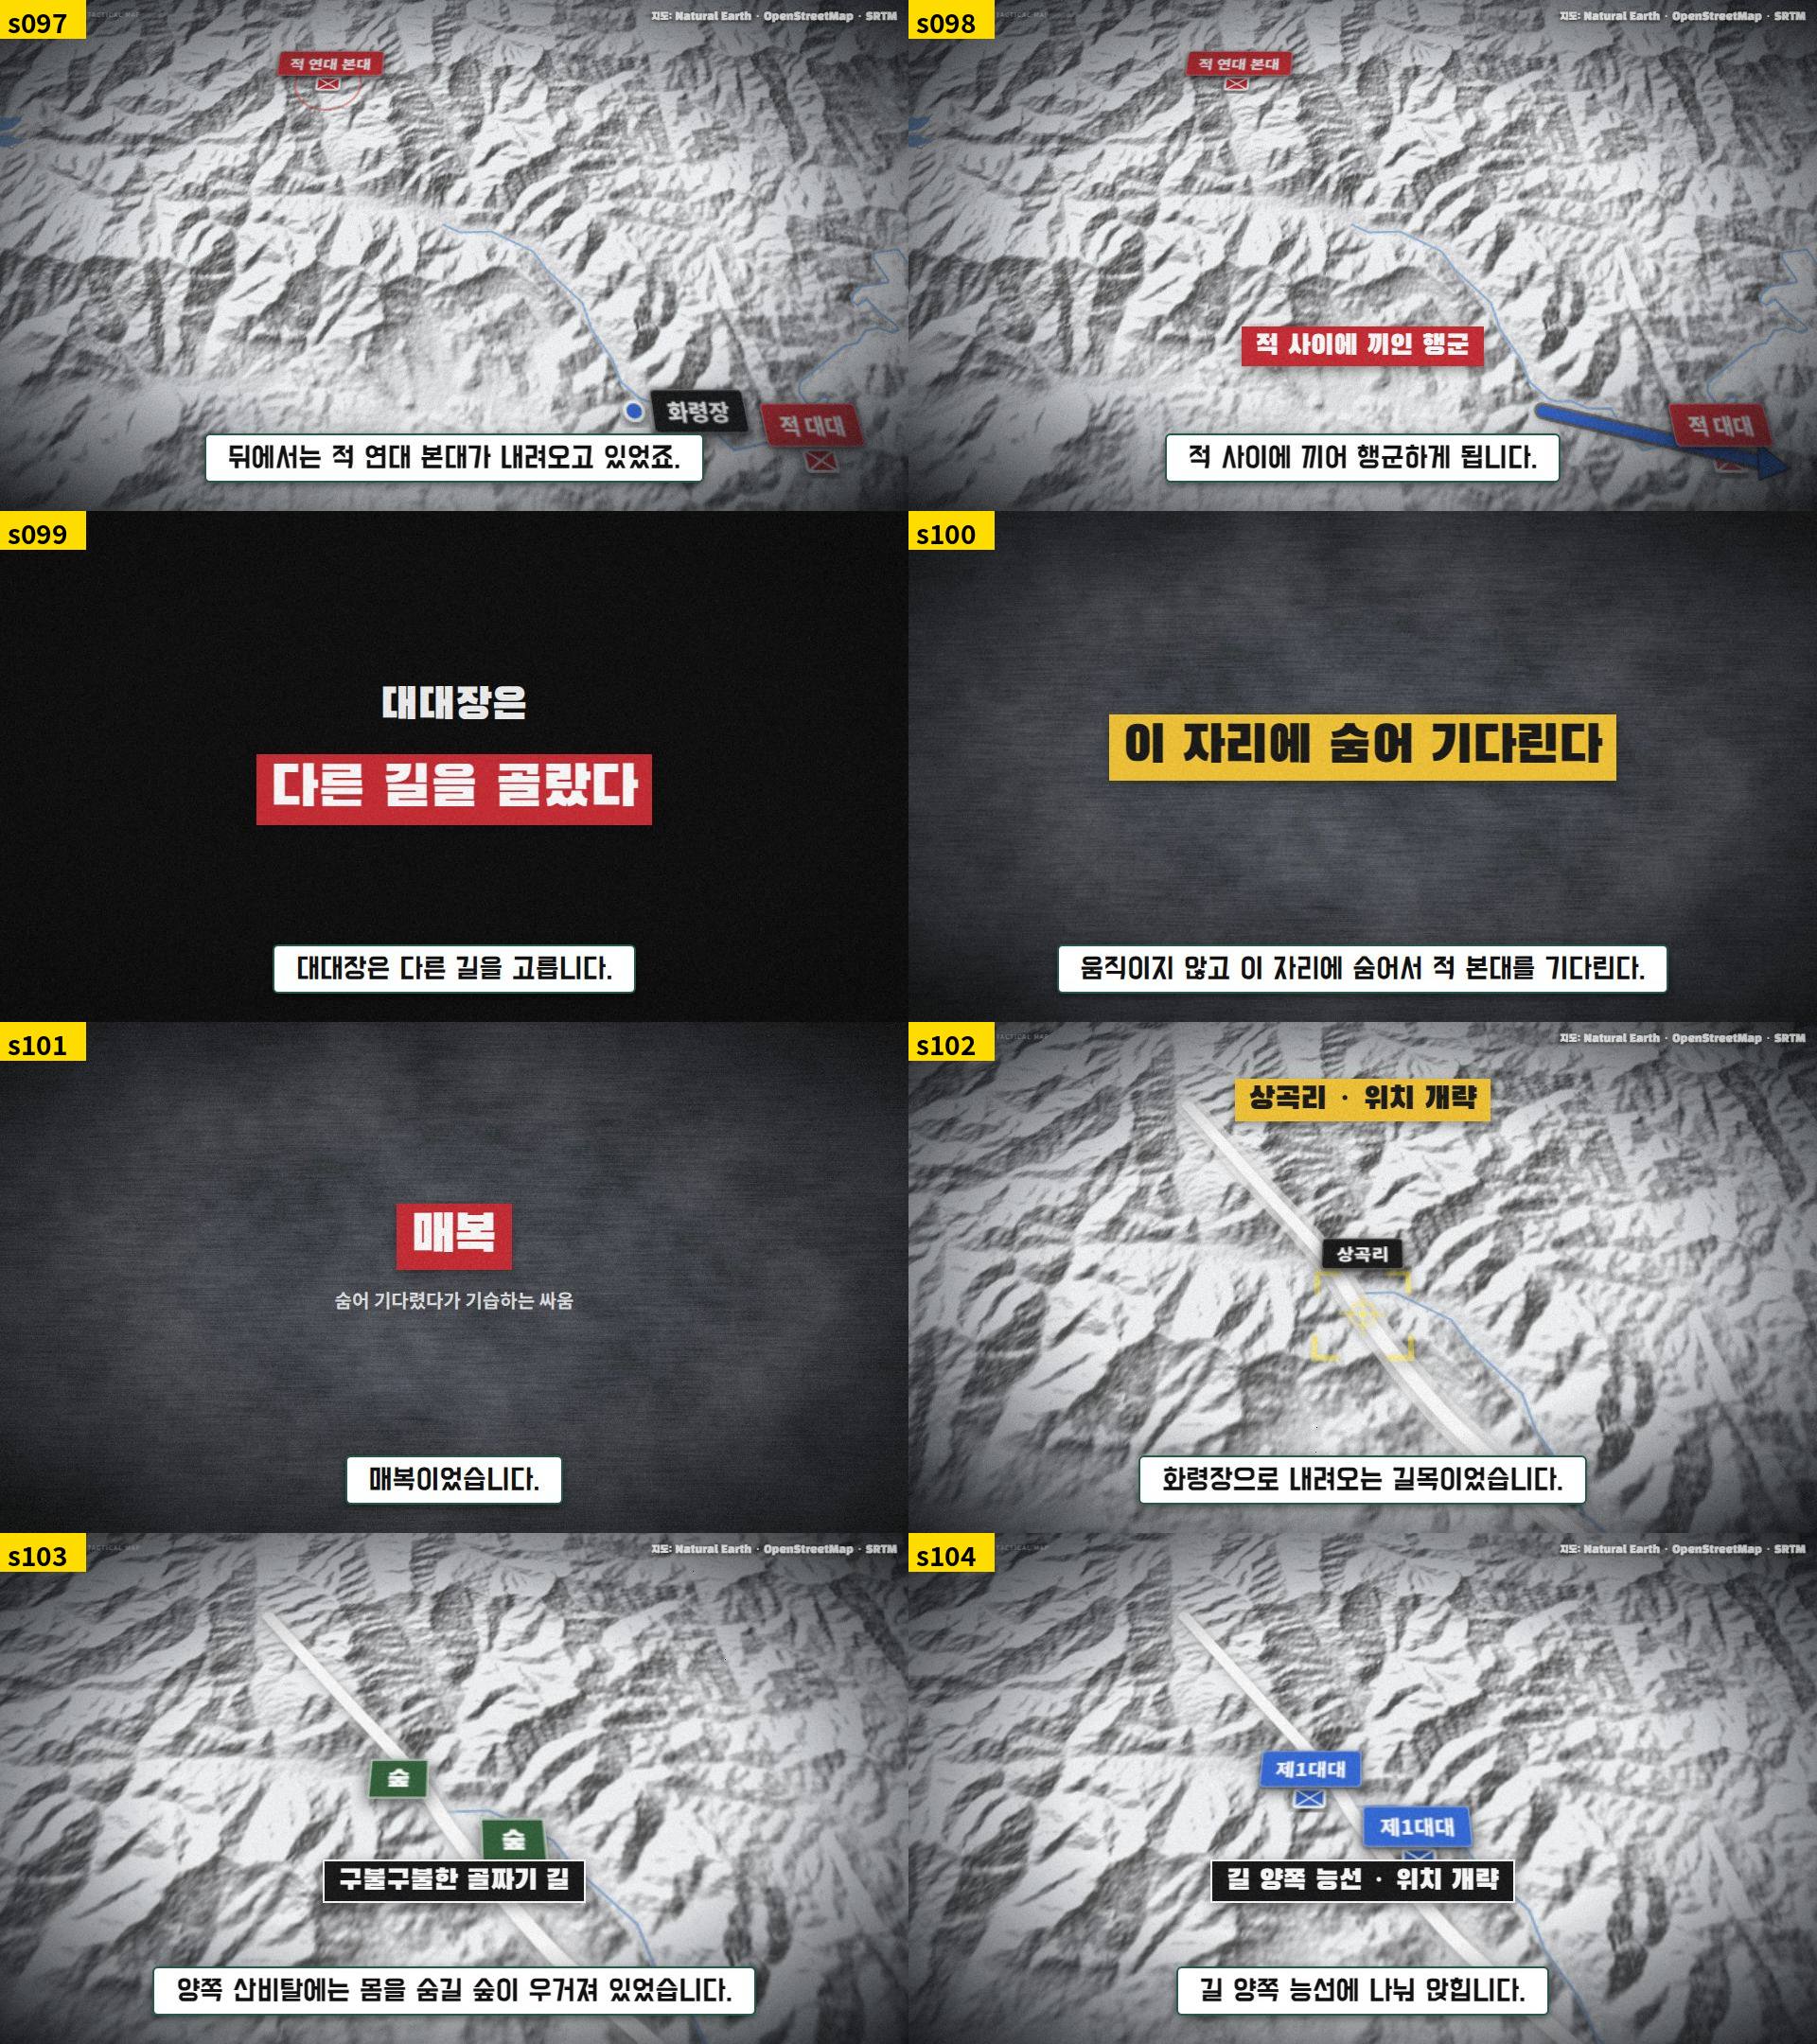 s097
TACTICAL MAP
지도: Natural Earth · OpenStreetMap · SRTM
적 연대 본대
화령장
적 대대
뒤에서는 적 연대 본대가 내려오고 있었죠.
s098
TACTICAL MAP
지도: Natural Earth · OpenStreetMap · SRTM
적 연대 본대
적 사이에 끼인 행군
적 대대
적 사이에 끼어 행군하게 됩니다.
s099
대대장은
다른 길을 골랐다
대대장은 다른 길을 고릅니다.
s100
이 자리에 숨어 기다린다
움직이지 않고 이 자리에 숨어서 적 본대를 기다린다.
s101
매복
숨어 기다렸다가 기습하는 싸움
매복이었습니다.
s102
TACTICAL MAP
지도: Natural Earth · OpenStreetMap · SRTM
상곡리 · 위치 개략
상곡리
화령장으로 내려오는 길목이었습니다.
s103
TACTICAL MAP
지도: Natural Earth · OpenStreetMap · SRTM
숲
숲
구불구불한 골짜기 길
양쪽 산비탈에는 몸을 숨길 숲이 우거져 있었습니다.
s104
TACTICAL MAP
지도: Natural Earth · OpenStreetMap · SRTM
제1대대
제1대대
길 양쪽 능선 · 위치 개략
길 양쪽 능선에 나눠 앉힙니다.